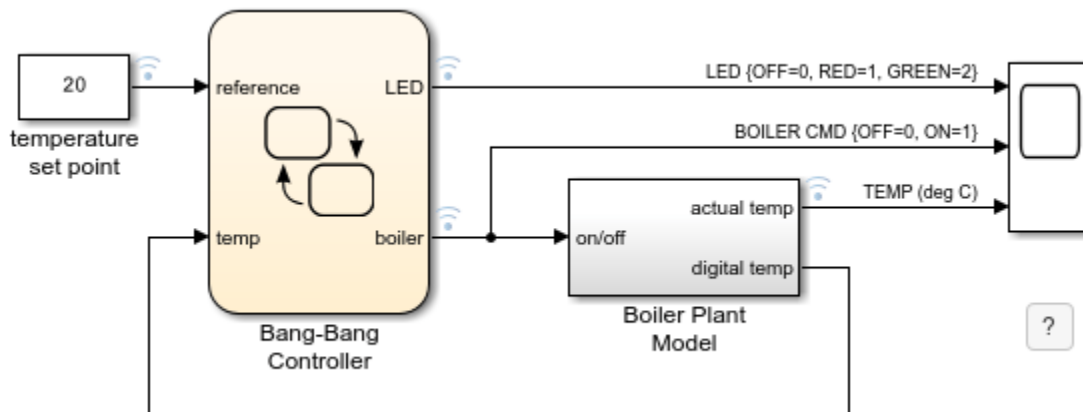 20
temperature
set point
reference
LED
temp
boiler
Bang-Bang
Controller
LED {OFF=0, RED=1, GREEN=2}
BOILER CMD {OFF=0, ON=1}
TEMP (deg C)
on/off
actual temp
digital temp
Boiler Plant
Model
?